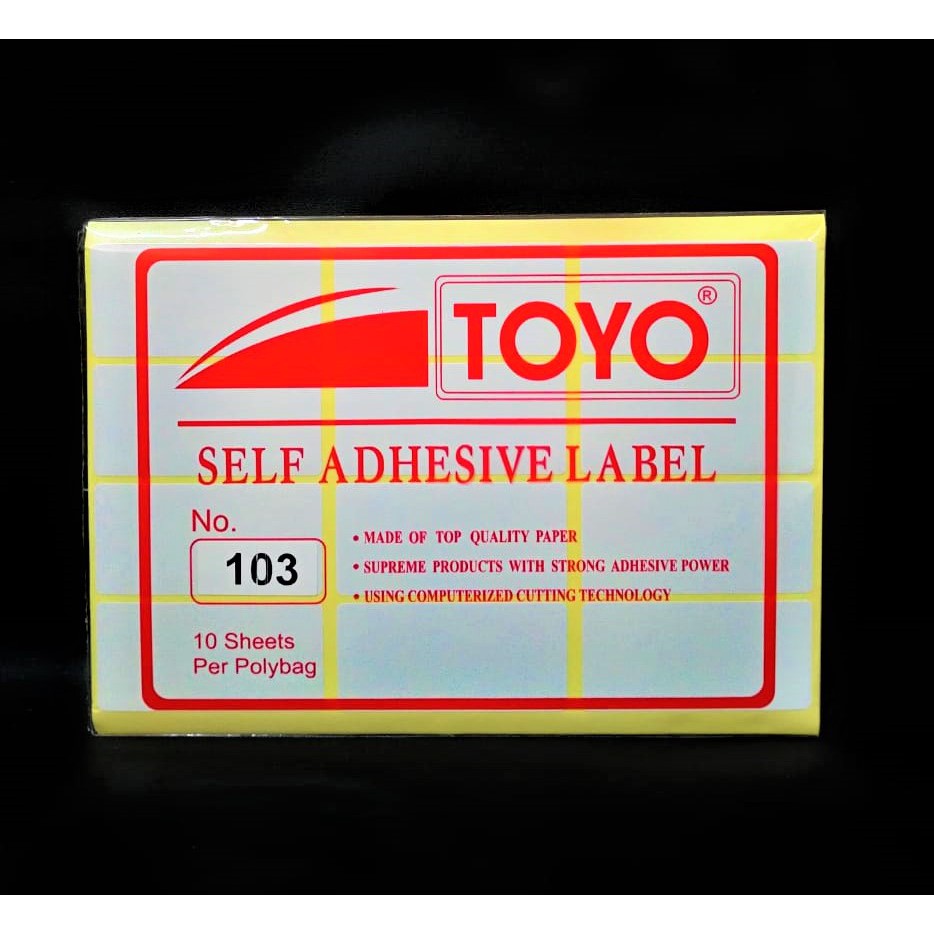 TOYO®
SELF ADHESIVE LABEL
No.
103
• MADE OF TOP QUALITY PAPER
• SUPREME PRODUCTS WITH STRONG ADHESIVE POWER
• USING COMPUTERIZED CUTTING TECHNOLOGY
10 Sheets
Per Polybag